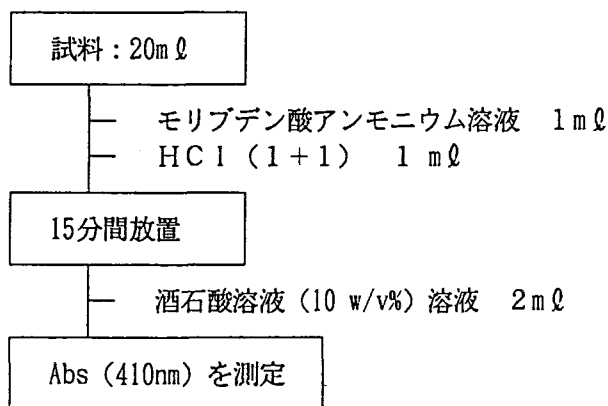 試料:20mℓ
モリブデン酸アンモニウム溶液 1mℓ
HCl(1+1) 1mℓ
15分間放置
酒石酸溶液(10 w/v%)溶液 2mℓ
Abs(410nm)を測定